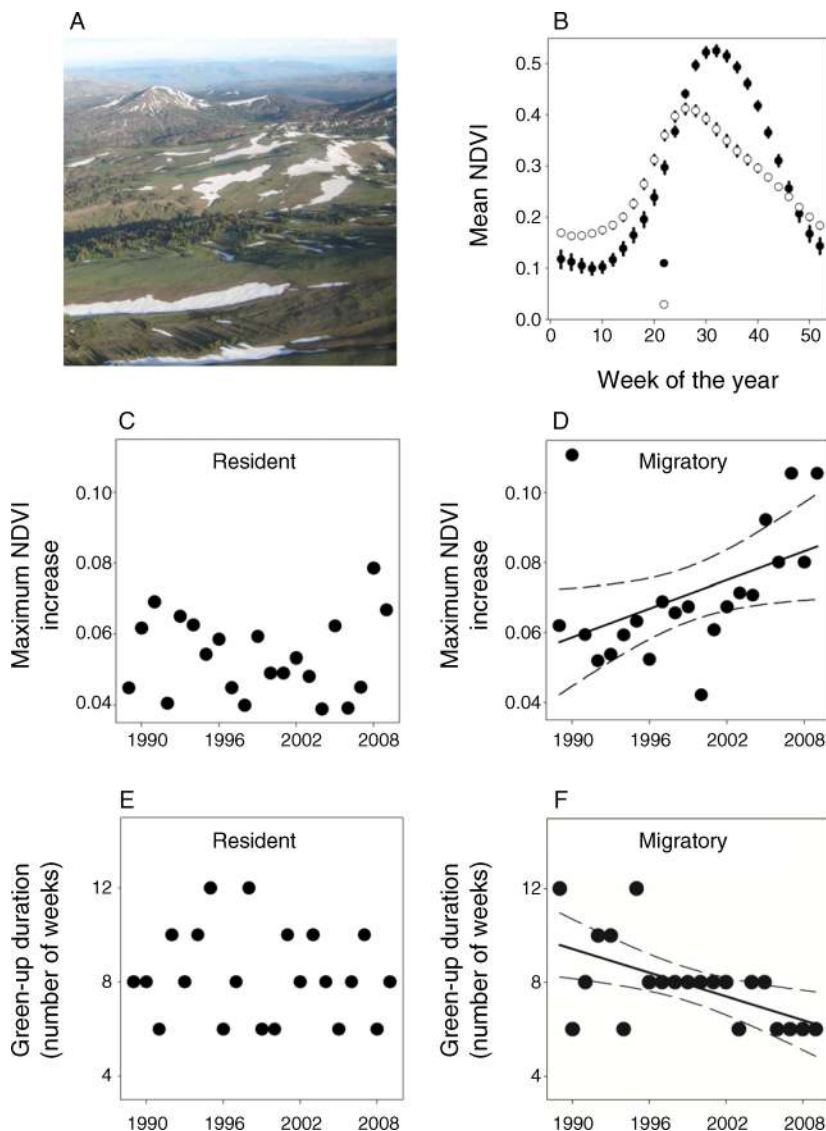 A
B
Mean NDVI
0.5
0.4
0.3
0.2
0.1
0.0
0 10 20 30 40 50
Week of the year
C
D
Resident
Migratory
Maximum NDVI
increase
0.10
0.08
0.06
0.04
1990 1996 2002 2008
Maximum NDVI
increase
0.10
0.08
0.06
0.04
1990 1996 2002 2008
E
F
Resident
Migratory
Green-up duration
(number of weeks)
12
8
4
1990 1996 2002 2008
Green-up duration
(number of weeks)
12
8
4
1990 1996 2002 2008